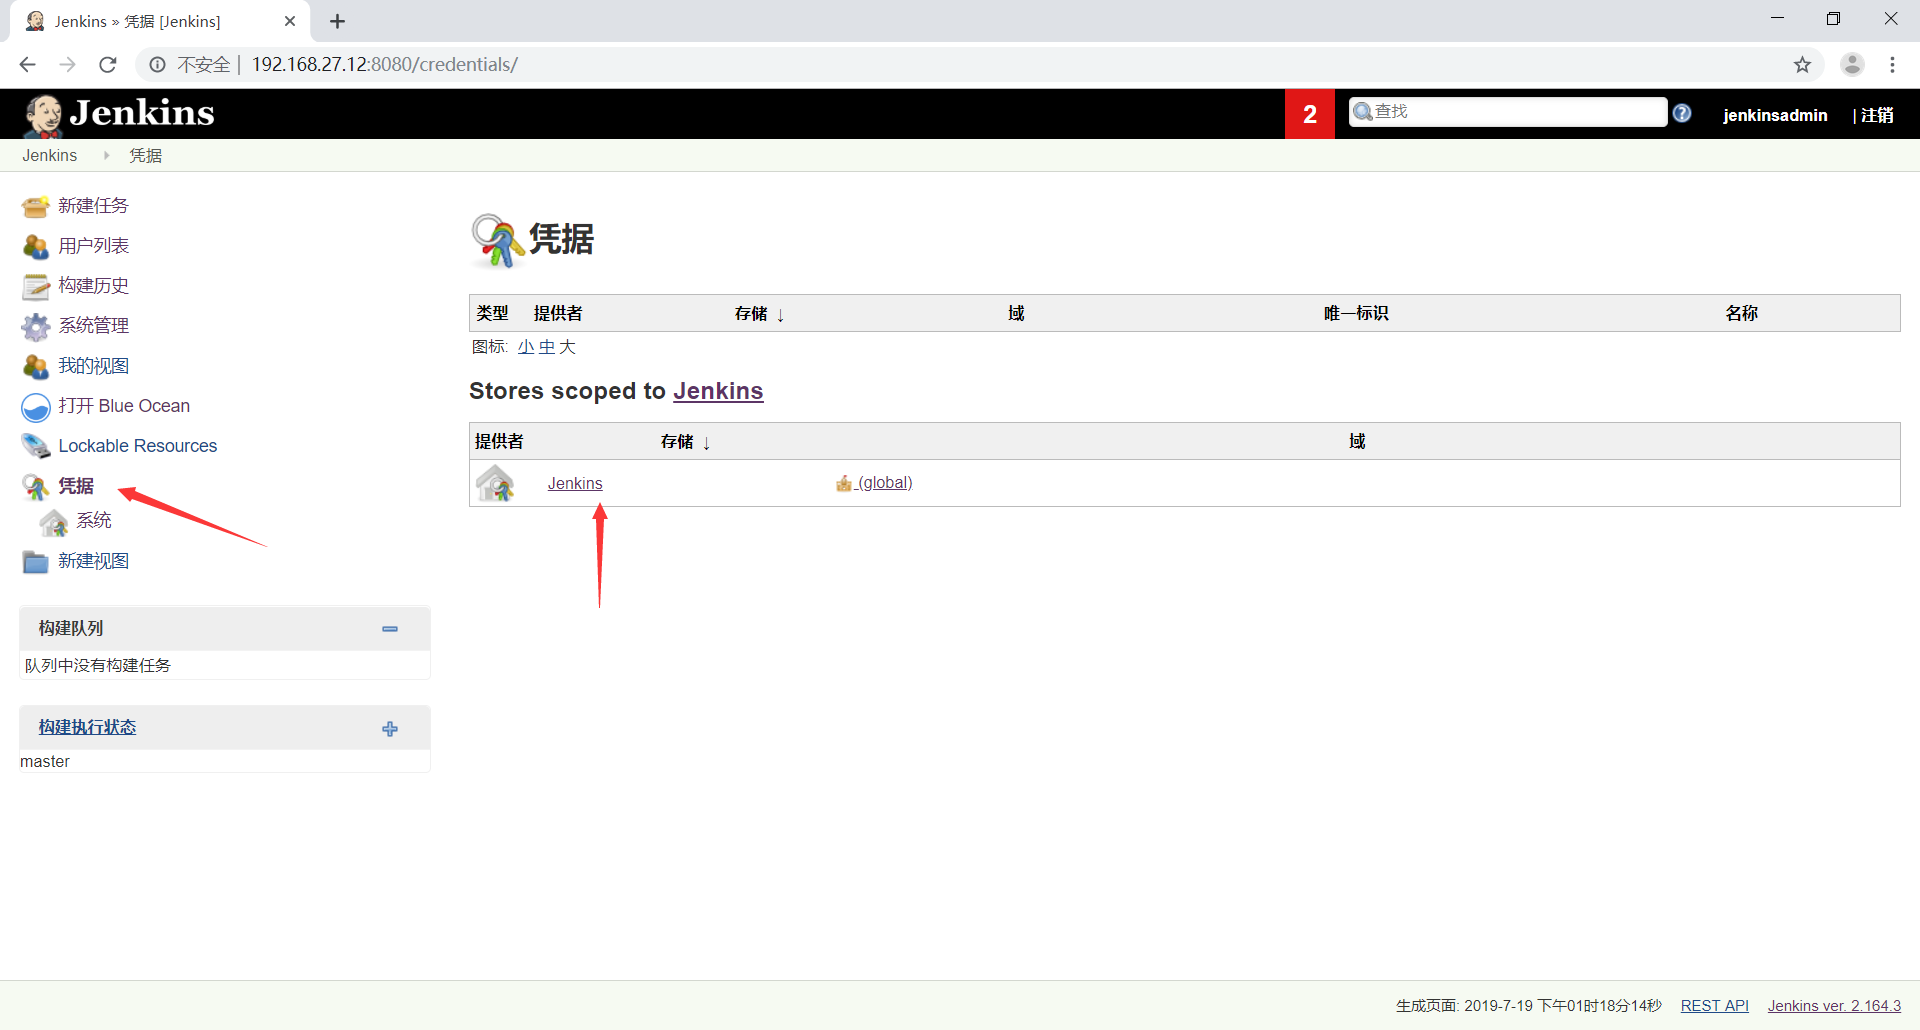 Jenkins » 凭据 [Jenkins]
不安全 | 192.168.27.12:8080/credentials/
Jenkins
2
查找
jenkinsadmin
| 注销
Jenkins
凭据
新建任务
用户列表
构建历史
系统管理
我的视图
打开 Blue Ocean
Lockable Resources
凭据
系统
新建视图
构建队列
队列中没有构建任务
构建执行状态
master
凭据
类型 提供者 存储 ↓ 域 唯一标识 名称
图标: 小 中 大
Stores scoped to Jenkins
提供者 存储 ↓ 域
Jenkins (global)
生成页面: 2019-7-19 下午01时18分14秒 REST API Jenkins ver. 2.164.3